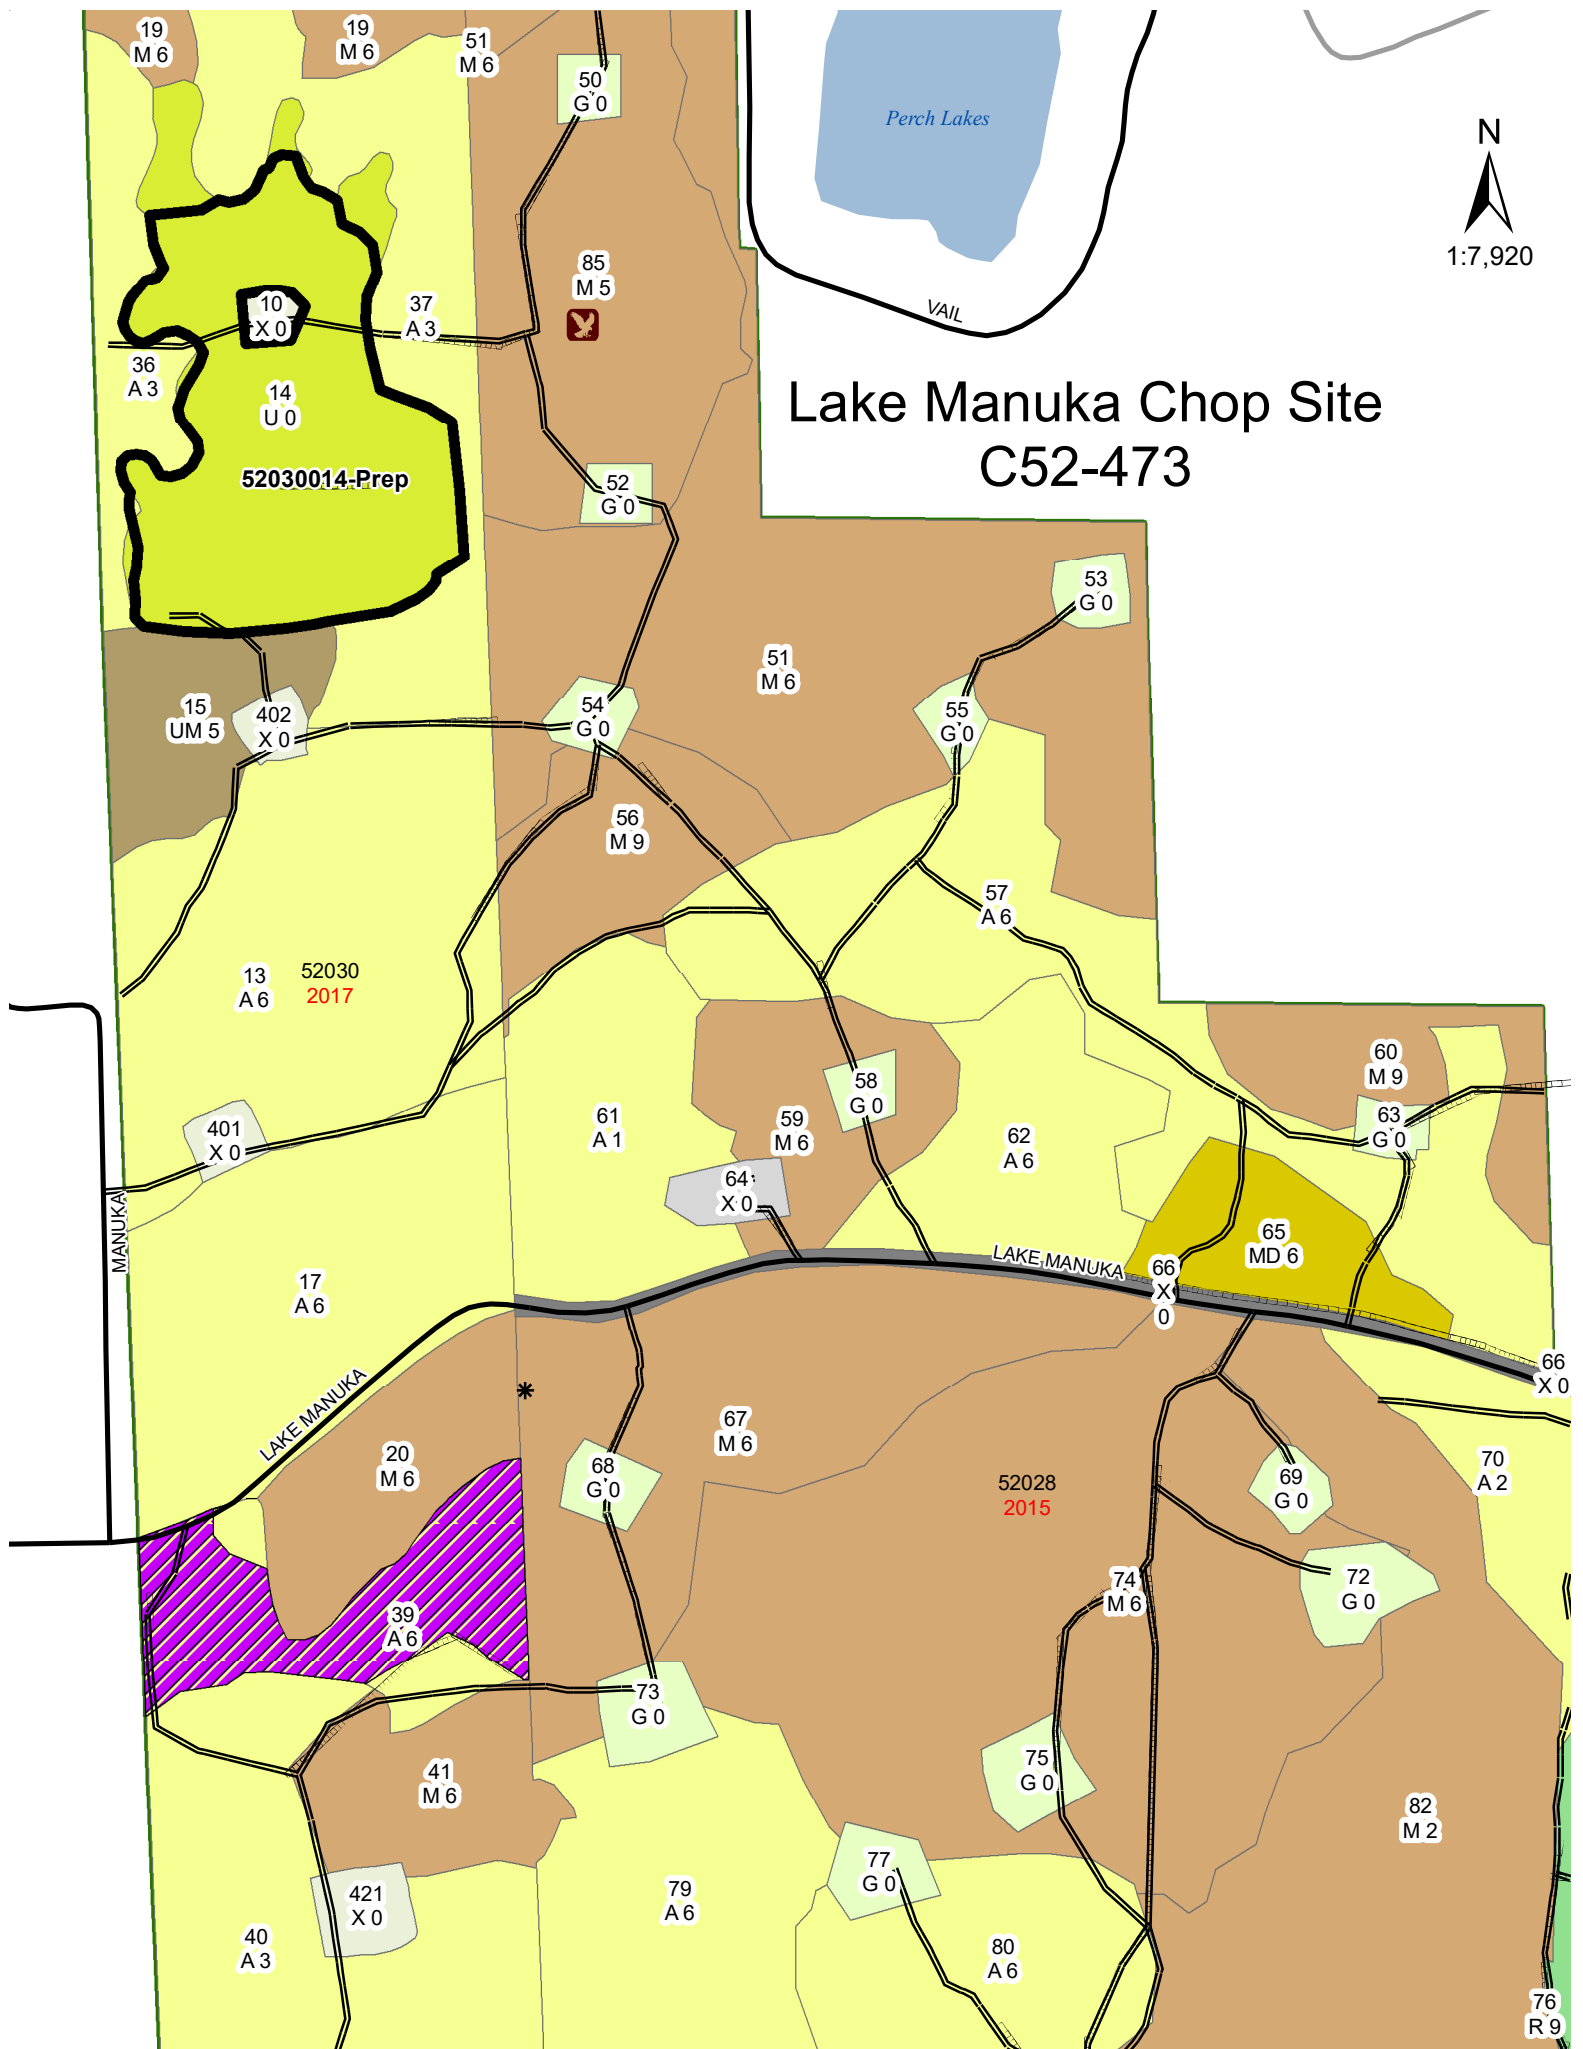 19
M 6
19
M 6
51
M 6
50
G 0
Perch Lakes
N
1:7,920
85
M 5
10
X 0
37
A 3
VAIL
36
A 3
14
U 0
Lake Manuka Chop Site
C52-473
52030014-Prep
52
G 0
53
G 0
51
M 6
15
UM 5
402
X 0
54
G 0
55
G 0
56
M 9
57
A 6
13
A 6
52030
2017
60
M 9
58
G 0
61
A 1
59
M 6
63
G 0
401
X 0
62
A 6
64
X 0
MANUKA
65
MD 6
LAKE MANUKA
66
X
0
17
A 6
66
X 0
LAKE MANUKA
67
M 6
20
M 6
68
G 0
52028
2015
69
G 0
70
A 2
74
M 6
72
G 0
39
A 6
73
G 0
75
G 0
41
M 6
82
M 2
77
G 0
421
X 0
79
A 6
40
A 3
80
A 6
76
R 9